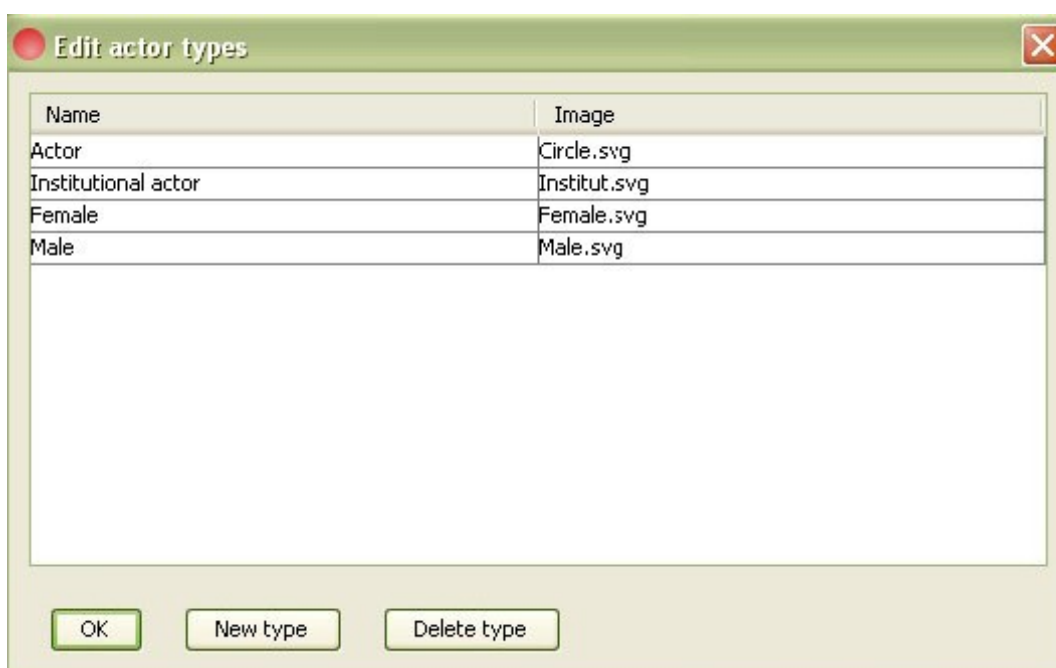 Edit actor types
Name Image
Actor Circle.svg
Institutional actor Institut.svg
Female Female.svg
Male Male.svg
OK New type Delete type